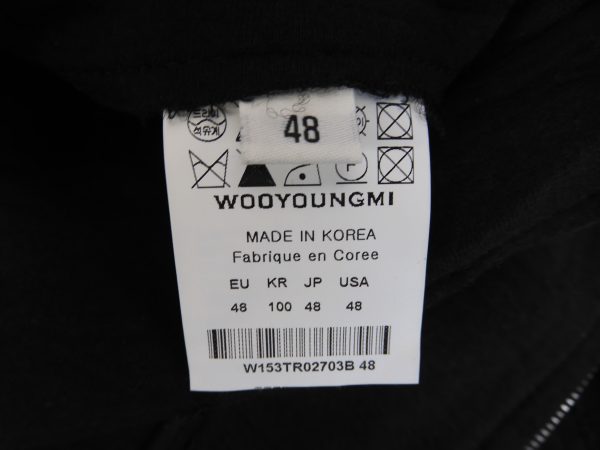 48
WOOYOUNGMI
MADE IN KOREA
Fabrique en Coree
EU KR JP USA
48 100 48 48
W153TR02703B 48